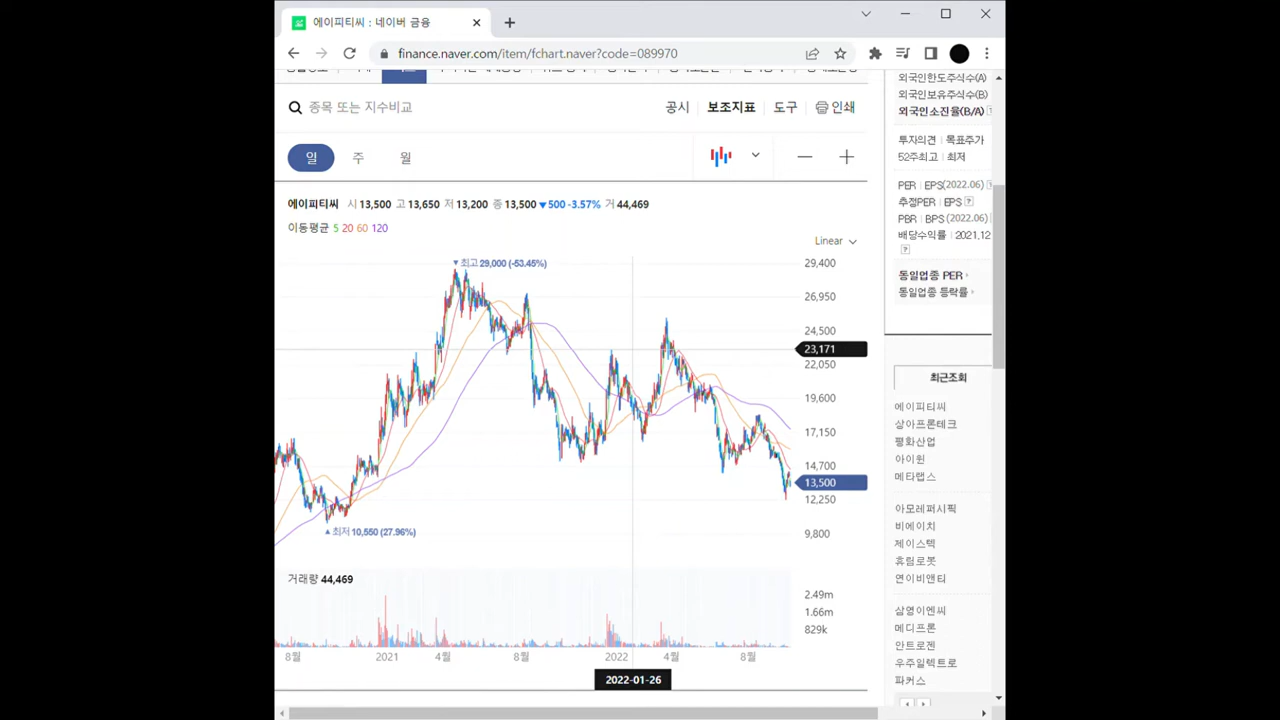 에이피티씨 : 네이버 금융
finance.naver.com/item/fchart.naver?code=089970
종목 또는 지수비교
공시 보조지표 도구 인쇄
일 주 월
에이피티씨 시 13,500 고 13,650 저 13,200 종 13,500 ▼500 -3.57% 거 44,469
이동평균 5 20 60 120
Linear
▼ 최고 29,000 (-53.45%)
29,400
26,950
24,500
23,171
22,050
19,600
17,150
14,700
13,500
12,250
9,800
▲ 최저 10,550 (27.96%)
거래량 44,469
2.49m
1.66m
829k
8월 2021 4월 8월 2022 4월 8월
2022-01-26
외국인한도주식수(A)
외국인보유주식수(B)
외국인소진율(B/A)
투자의견 | 목표주가
52주최고 | 최저
PER | EPS(2022.06)
추정PER | EPS ?
PBR | BPS (2022.06)
배당수익률 | 2021.12
?
동일업종 PER
동일업종 등락률
최근조회
에이피티씨
상아프론테크
평화산업
아이윈
메타랩스
아모레퍼시픽
비에이치
제이스텍
휴림로봇
연이비앤티
삼영이엔씨
메디프론
안트로젠
우주일렉트로
파커스